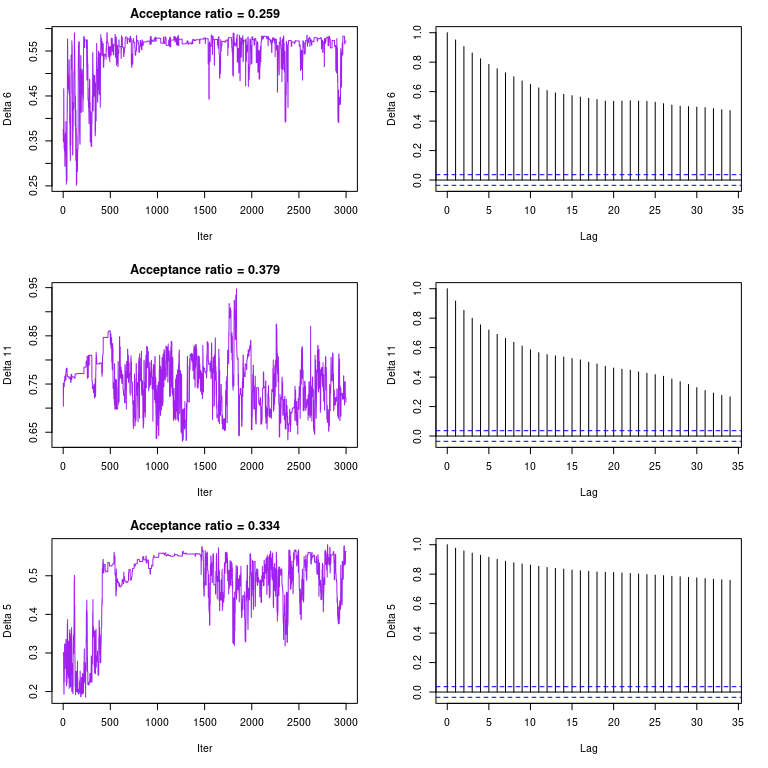 Acceptance ratio = 0.259
Delta 6
0.25 0.35 0.45 0.55
0 500 1000 1500 2000 2500 3000
Iter
Delta 6
0.0 0.2 0.4 0.6 0.8 1.0
0 5 10 15 20 25 30 35
Lag
Acceptance ratio = 0.379
Delta 11
0.65 0.75 0.85 0.95
0 500 1000 1500 2000 2500 3000
Iter
Delta 11
0.0 0.2 0.4 0.6 0.8 1.0
0 5 10 15 20 25 30 35
Lag
Acceptance ratio = 0.334
Delta 5
0.2 0.3 0.4 0.5
0 500 1000 1500 2000 2500 3000
Iter
Delta 5
0.0 0.2 0.4 0.6 0.8 1.0
0 5 10 15 20 25 30 35
Lag